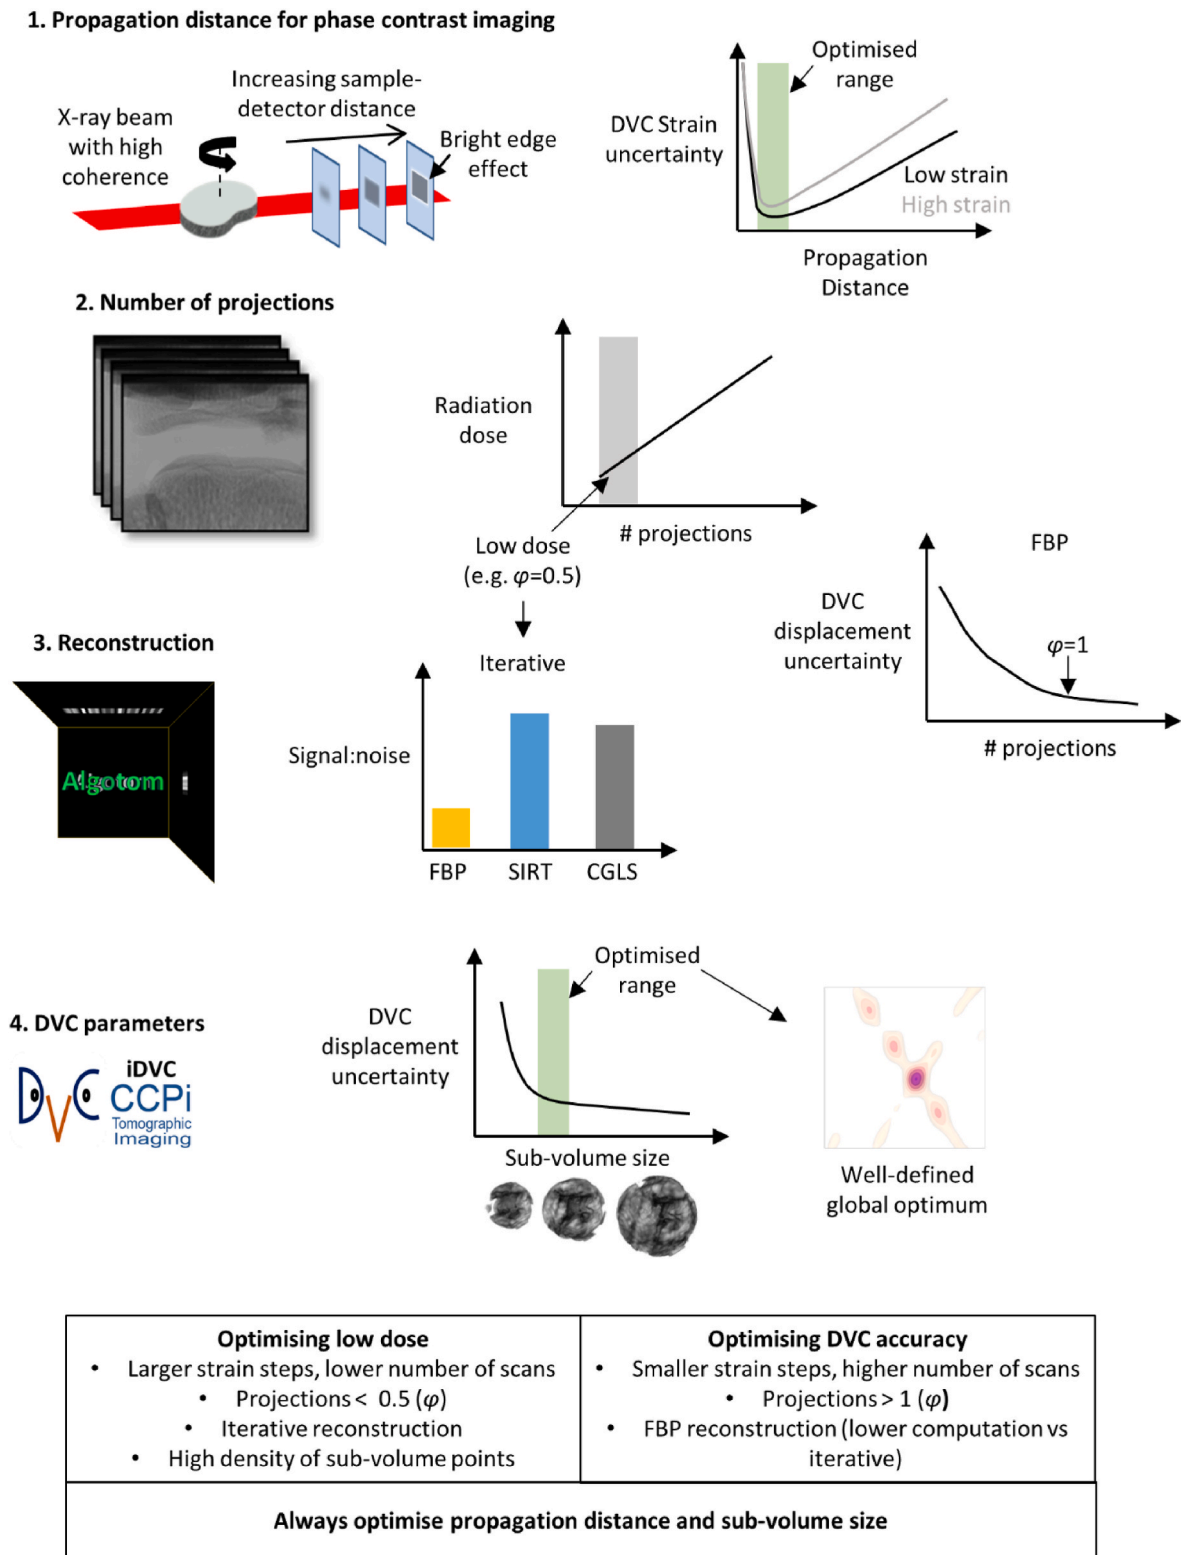 1. Propagation distance for phase contrast imaging
Increasing sample-
detector distance
X-ray beam
with high
coherence
Bright edge
effect
Optimised
range
DVC Strain
uncertainty
Low strain
High strain
Propagation
Distance
2. Number of projections
Radiation
dose
# projections
Low dose
(e.g. φ=0.5)
FBP
DVC
displacement
uncertainty
φ=1
# projections
3. Reconstruction
Algotom
Iterative
Signal:noise
FBP SIRT CGLS
4. DVC parameters
DVC
iDVC
CCPi
Tomographic
Imaging
Optimised
range
DVC
displacement
uncertainty
Sub-volume size
Well-defined
global optimum
Optimising low dose
• Larger strain steps, lower number of scans
• Projections < 0.5 (φ)
• Iterative reconstruction
• High density of sub-volume points
Optimising DVC accuracy
• Smaller strain steps, higher number of scans
• Projections > 1 (φ)
• FBP reconstruction (lower computation vs
iterative)
Always optimise propagation distance and sub-volume size